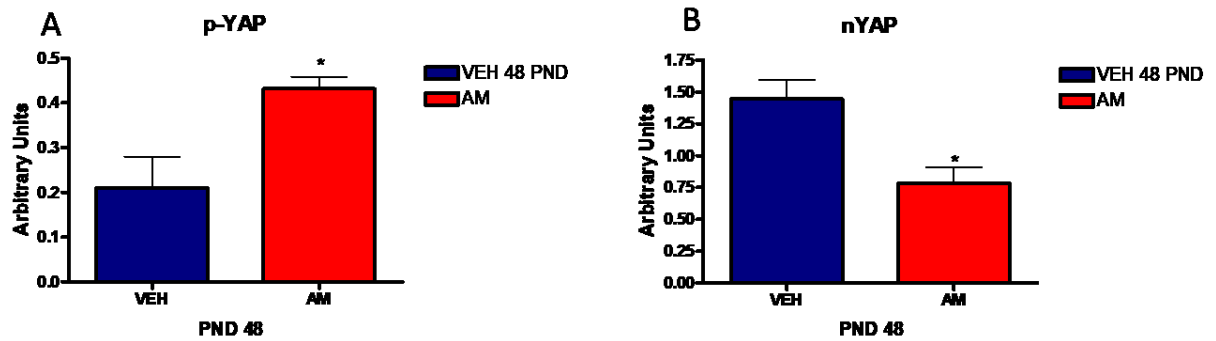 A
p-YAP
Arbitrary Units
0.5
0.4
0.3
0.2
0.1
0.0
*
VEH
AM
PND 48
VEH 48 PND
AM
B
nYAP
Arbitrary Units
1.75
1.50
1.25
1.00
0.75
0.50
0.25
0.00
*
VEH
AM
PND 48
VEH 48 PND
AM